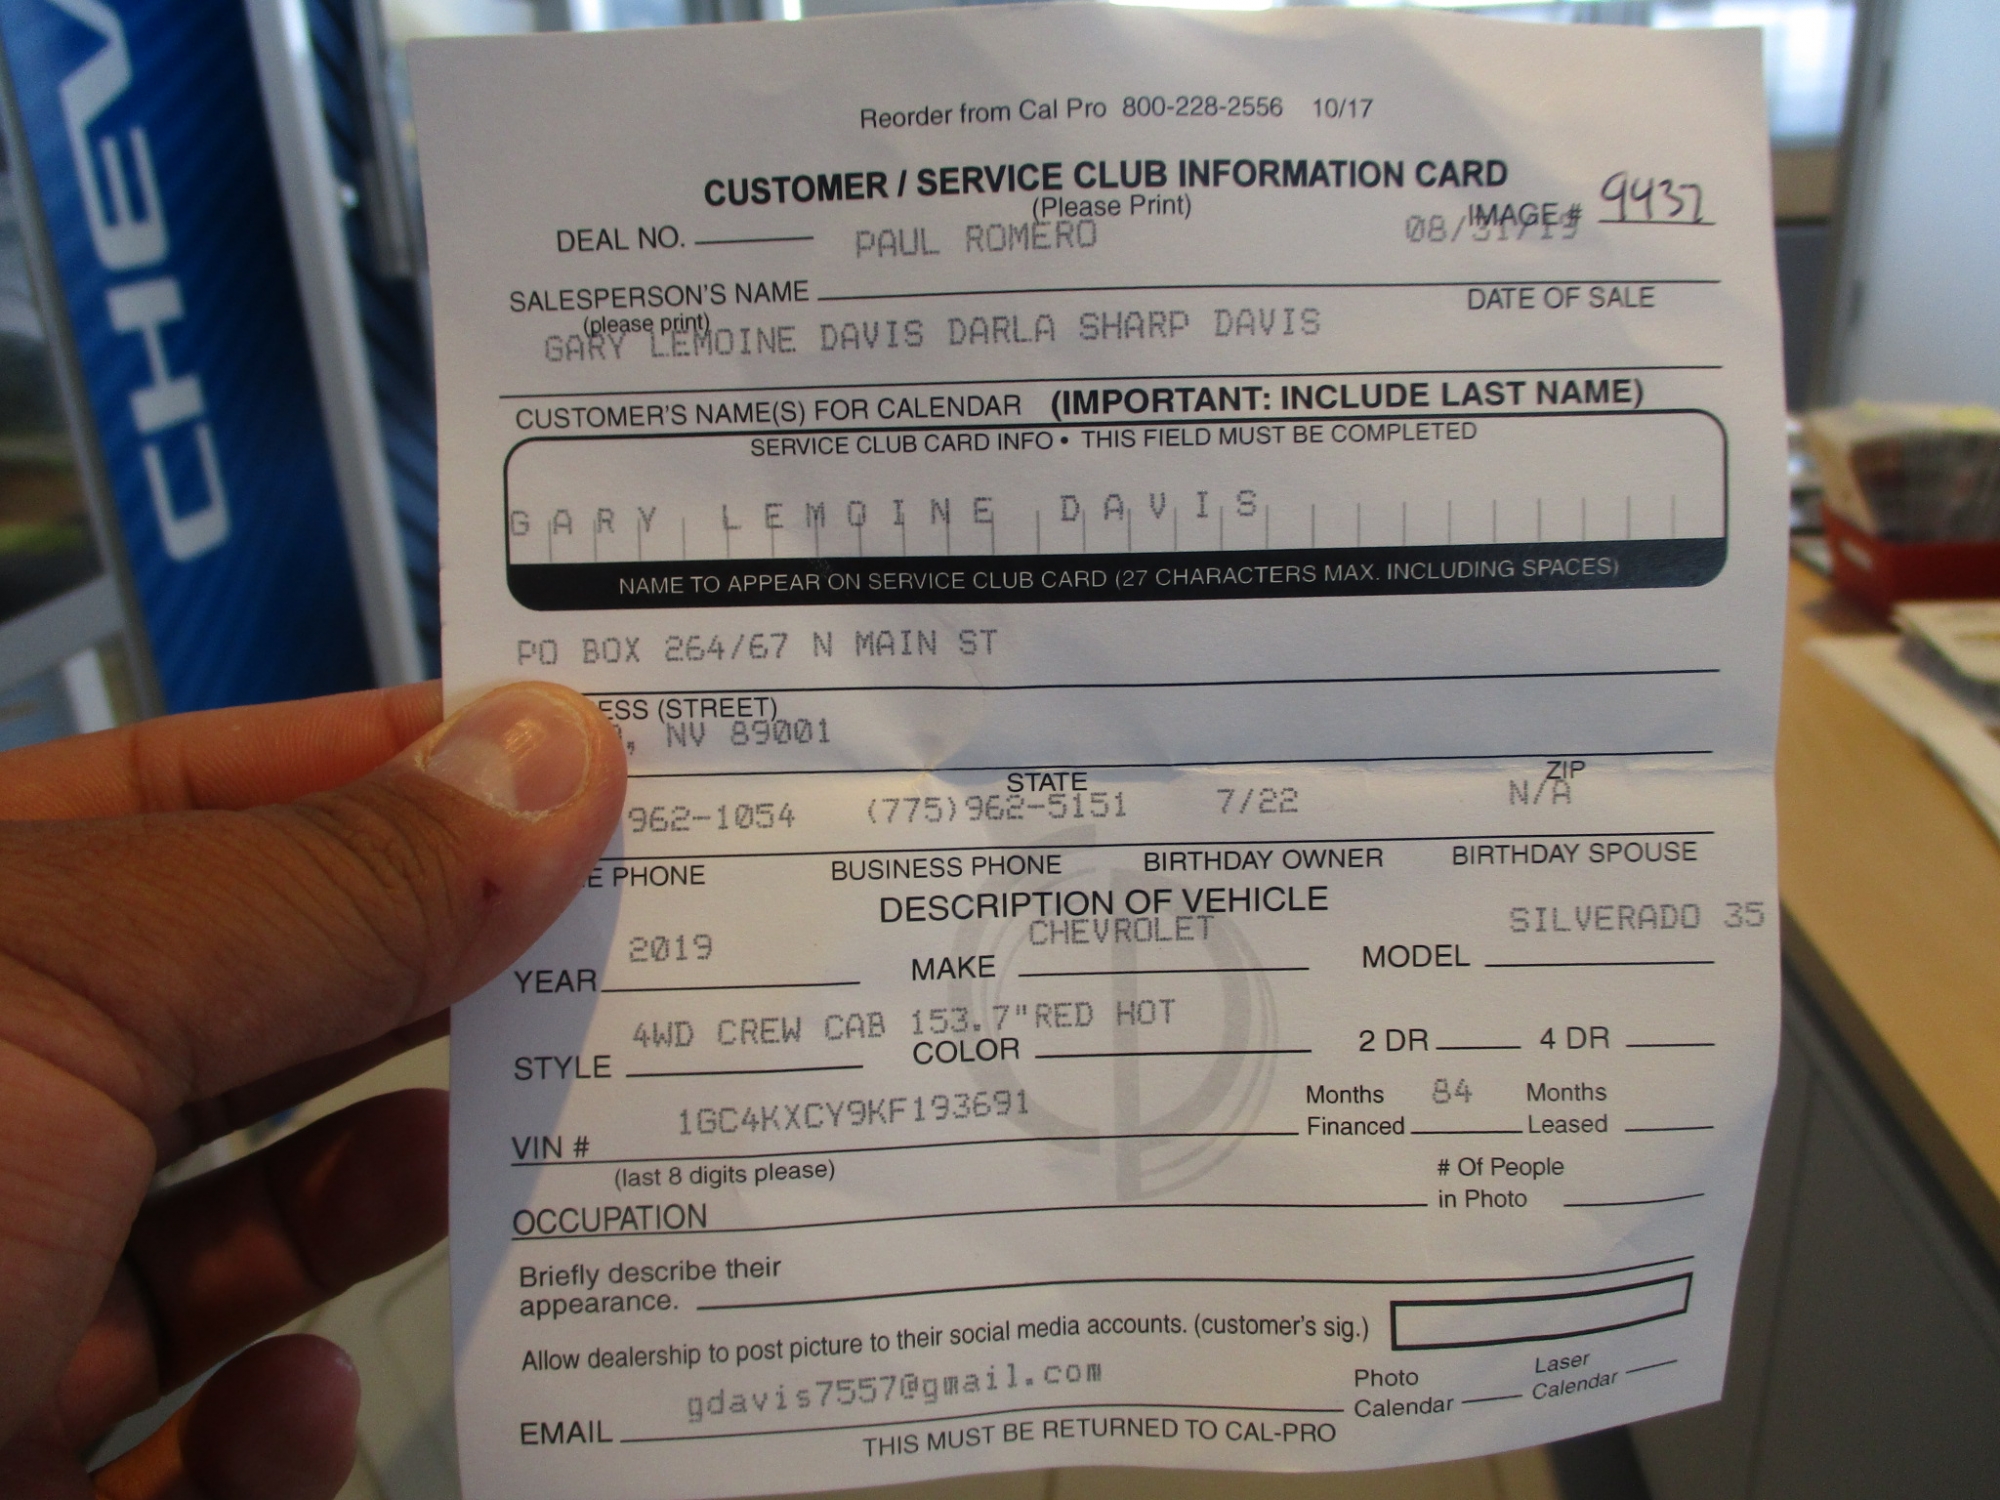 CHEV
Reorder from Cal Pro 800-228-2556 10/17
CUSTOMER / SERVICE CLUB INFORMATION CARD
(Please Print)
IMAGE # 9437
DEAL NO. PAUL ROMERO 08/31/19
SALESPERSON'S NAME DATE OF SALE
(please print)
GARY LEMOINE DAVIS DARLA SHARP DAVIS
CUSTOMER'S NAME(S) FOR CALENDAR (IMPORTANT: INCLUDE LAST NAME)
SERVICE CLUB CARD INFO • THIS FIELD MUST BE COMPLETED
GARY LEMOINE DAVIS
NAME TO APPEAR ON SERVICE CLUB CARD (27 CHARACTERS MAX. INCLUDING SPACES)
PO BOX 264/67 N MAIN ST
ESS (STREET)
, NV 89001
STATE ZIP
962-1054 (775)962-5151 7/22 N/A
E PHONE BUSINESS PHONE BIRTHDAY OWNER BIRTHDAY SPOUSE
DESCRIPTION OF VEHICLE
2019 CHEVROLET SILVERADO 35
YEAR MAKE MODEL
4WD CREW CAB 153.7"RED HOT
STYLE COLOR 2 DR 4 DR
1GC4KXCY9KF193691 Months 84 Months
VIN # Financed Leased
(last 8 digits please) # Of People
OCCUPATION in Photo
Briefly describe their
appearance.
Allow dealership to post picture to their social media accounts. (customer's sig.)
gdavis7557@gmail.com Photo Laser
EMAIL Calendar Calendar
THIS MUST BE RETURNED TO CAL-PRO